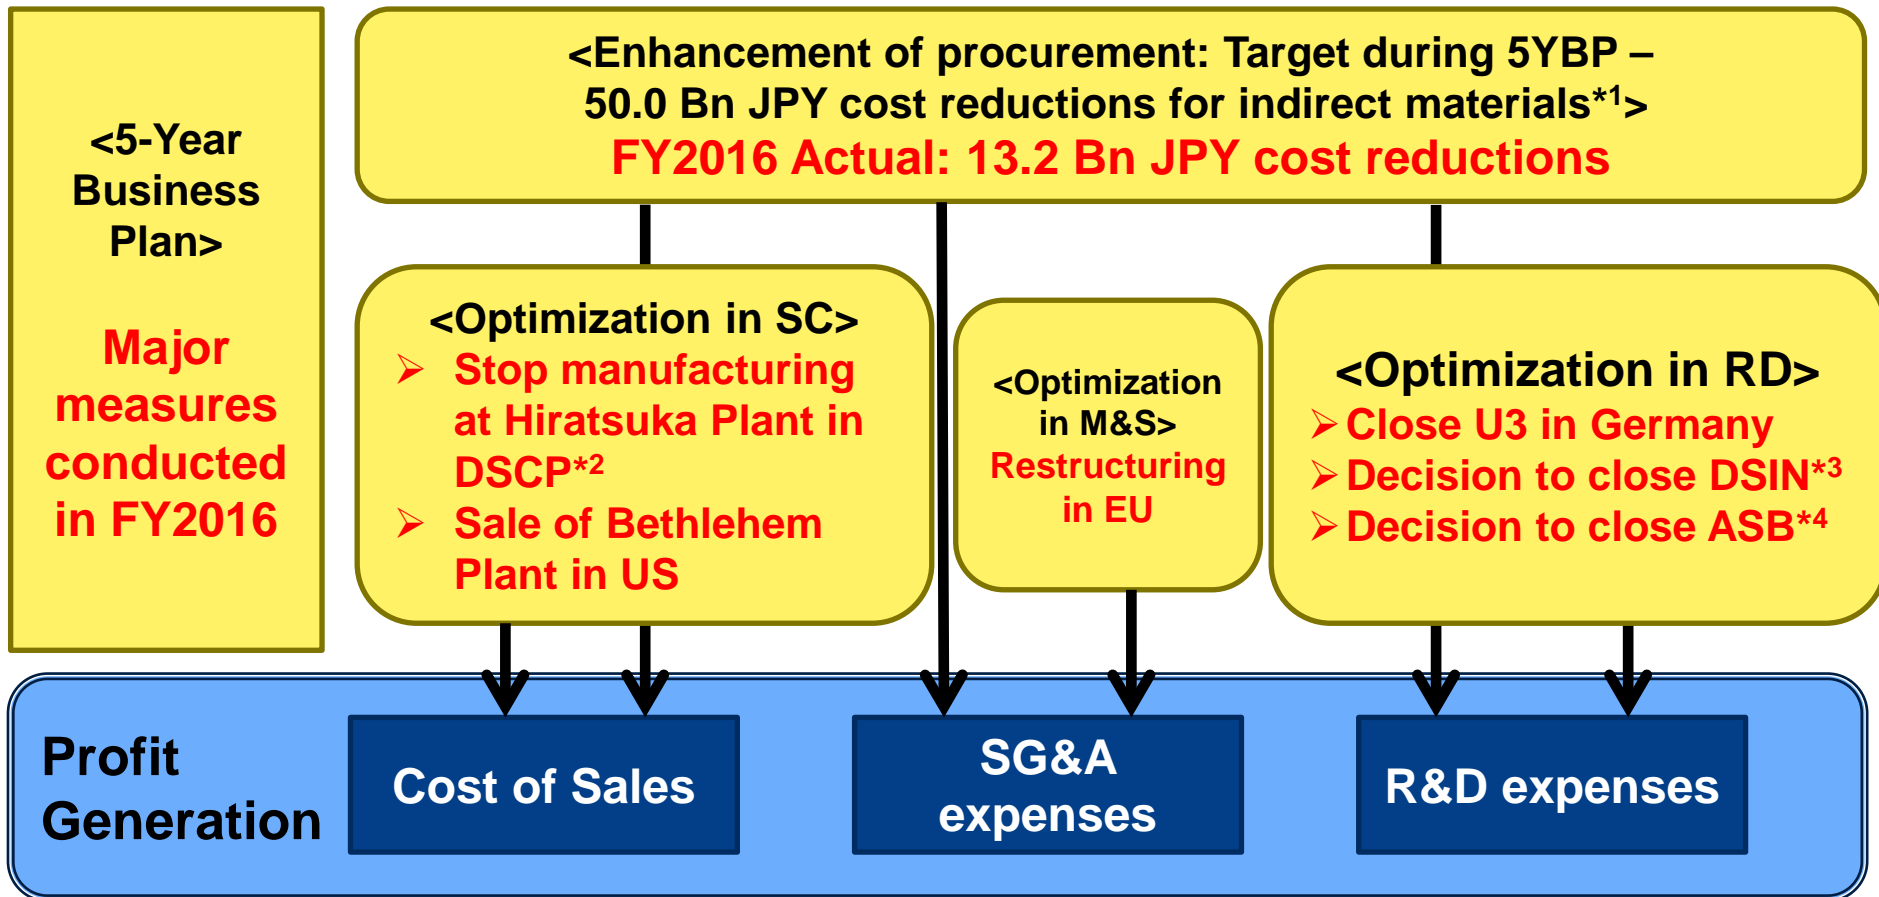 <5-Year
Business
Plan>
Major
measures
conducted
in FY2016
<Enhancement of procurement: Target during 5YBP –
50.0 Bn JPY cost reductions for indirect materials*1>
FY2016 Actual: 13.2 Bn JPY cost reductions
<Optimization in SC>
➢ Stop manufacturing
at Hiratsuka Plant in
DSCP*2
➢ Sale of Bethlehem
Plant in US
<Optimization
in M&S>
Restructuring
in EU
<Optimization in RD>
➢ Close U3 in Germany
➢ Decision to close DSIN*3
➢ Decision to close ASB*4
Profit
Generation
Cost of Sales
SG&A
expenses
R&D expenses